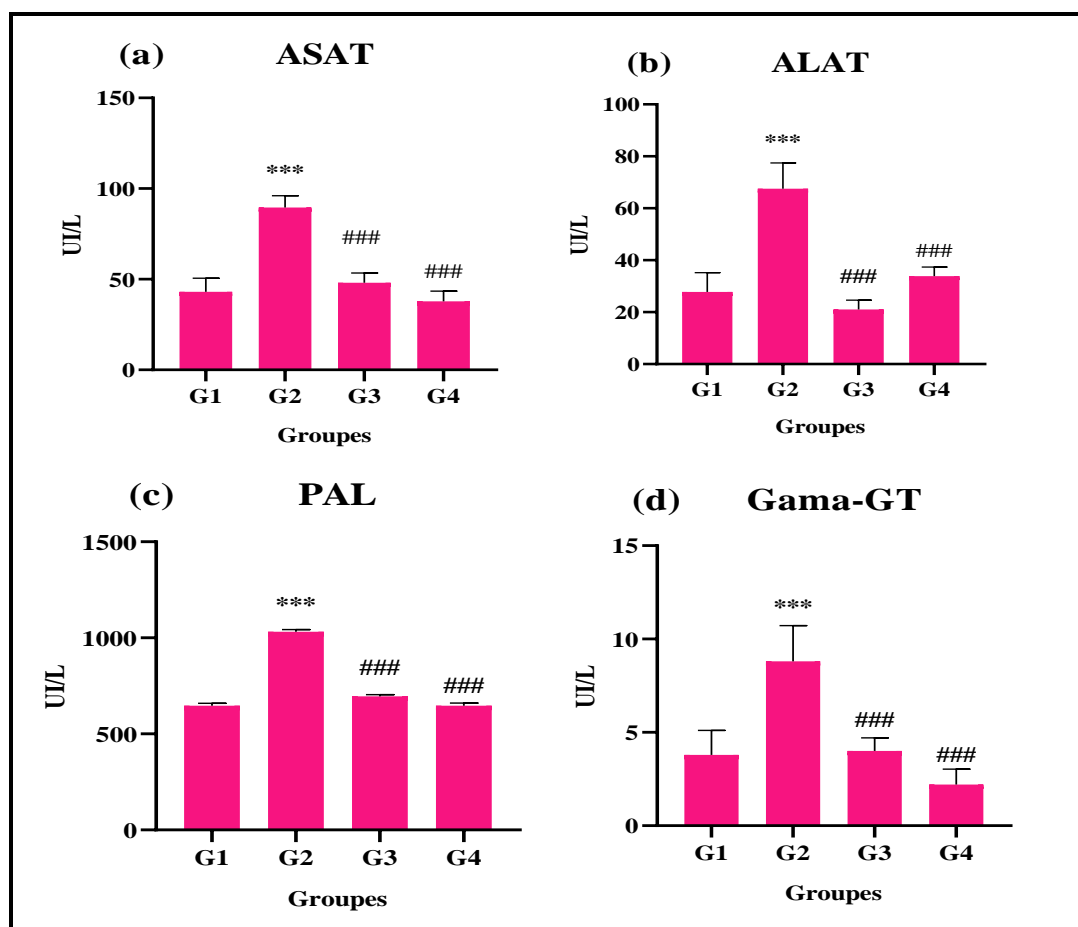 (a) ASAT
150
100
50
0
UI/L
***
###
###
G1 G2 G3 G4
Groupes
(b) ALAT
100
80
60
40
20
0
UI/L
***
###
###
G1 G2 G3 G4
Groupes
(c) PAL
1500
1000
500
0
UI/L
***
###
###
G1 G2 G3 G4
Groupes
(d) Gama-GT
15
10
5
0
UI/L
***
###
###
G1 G2 G3 G4
Groupes